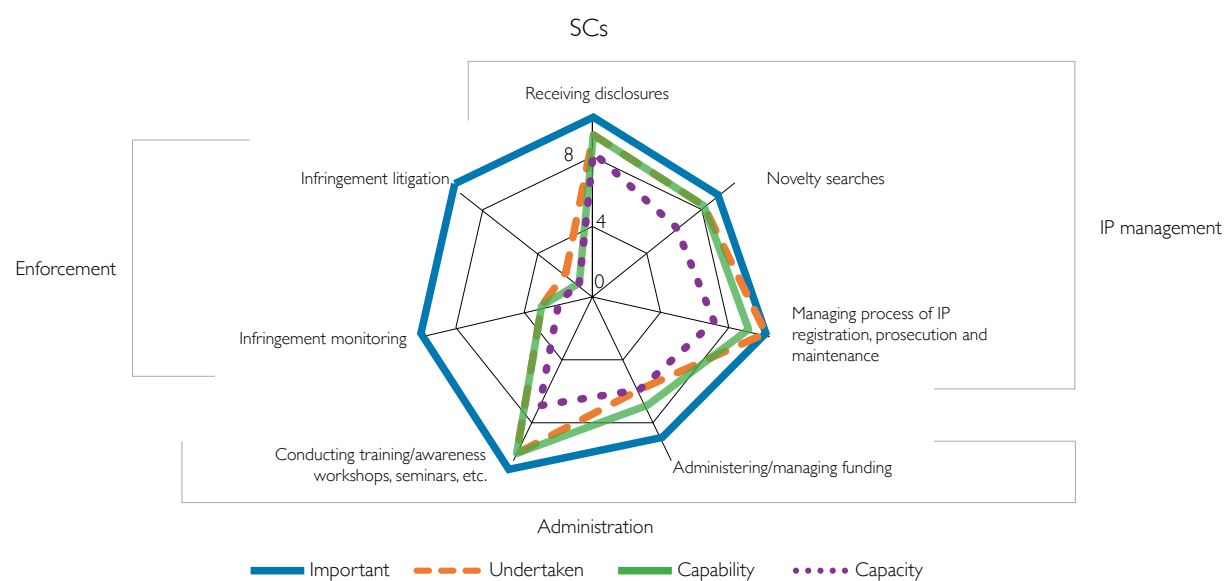 SCs
Receiving disclosures
8
Infringement litigation
Novelty searches
4
IP management
Enforcement
0
Managing process of IP
registration, prosecution and
maintenance
Infringement monitoring
Conducting training/awareness
workshops, seminars, etc.
Administering/managing funding
Administration
Important
Undertaken
Capability
Capacity